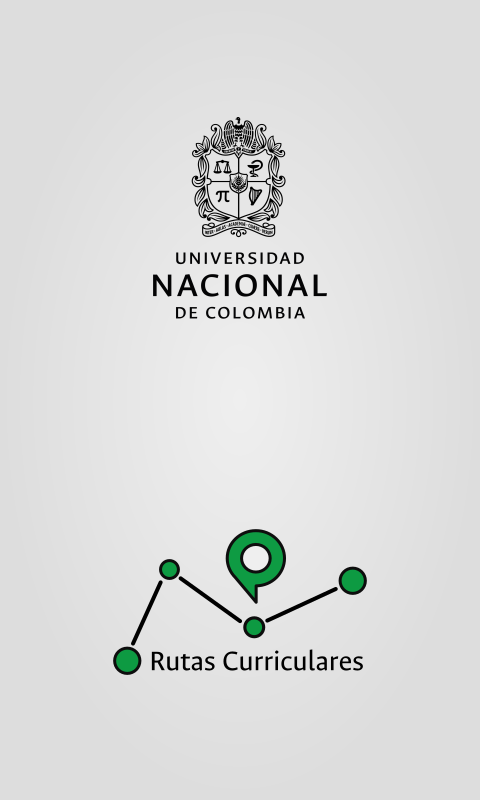 π
UNIVERSIDAD
NACIONAL
DE COLOMBIA
Rutas Curriculares